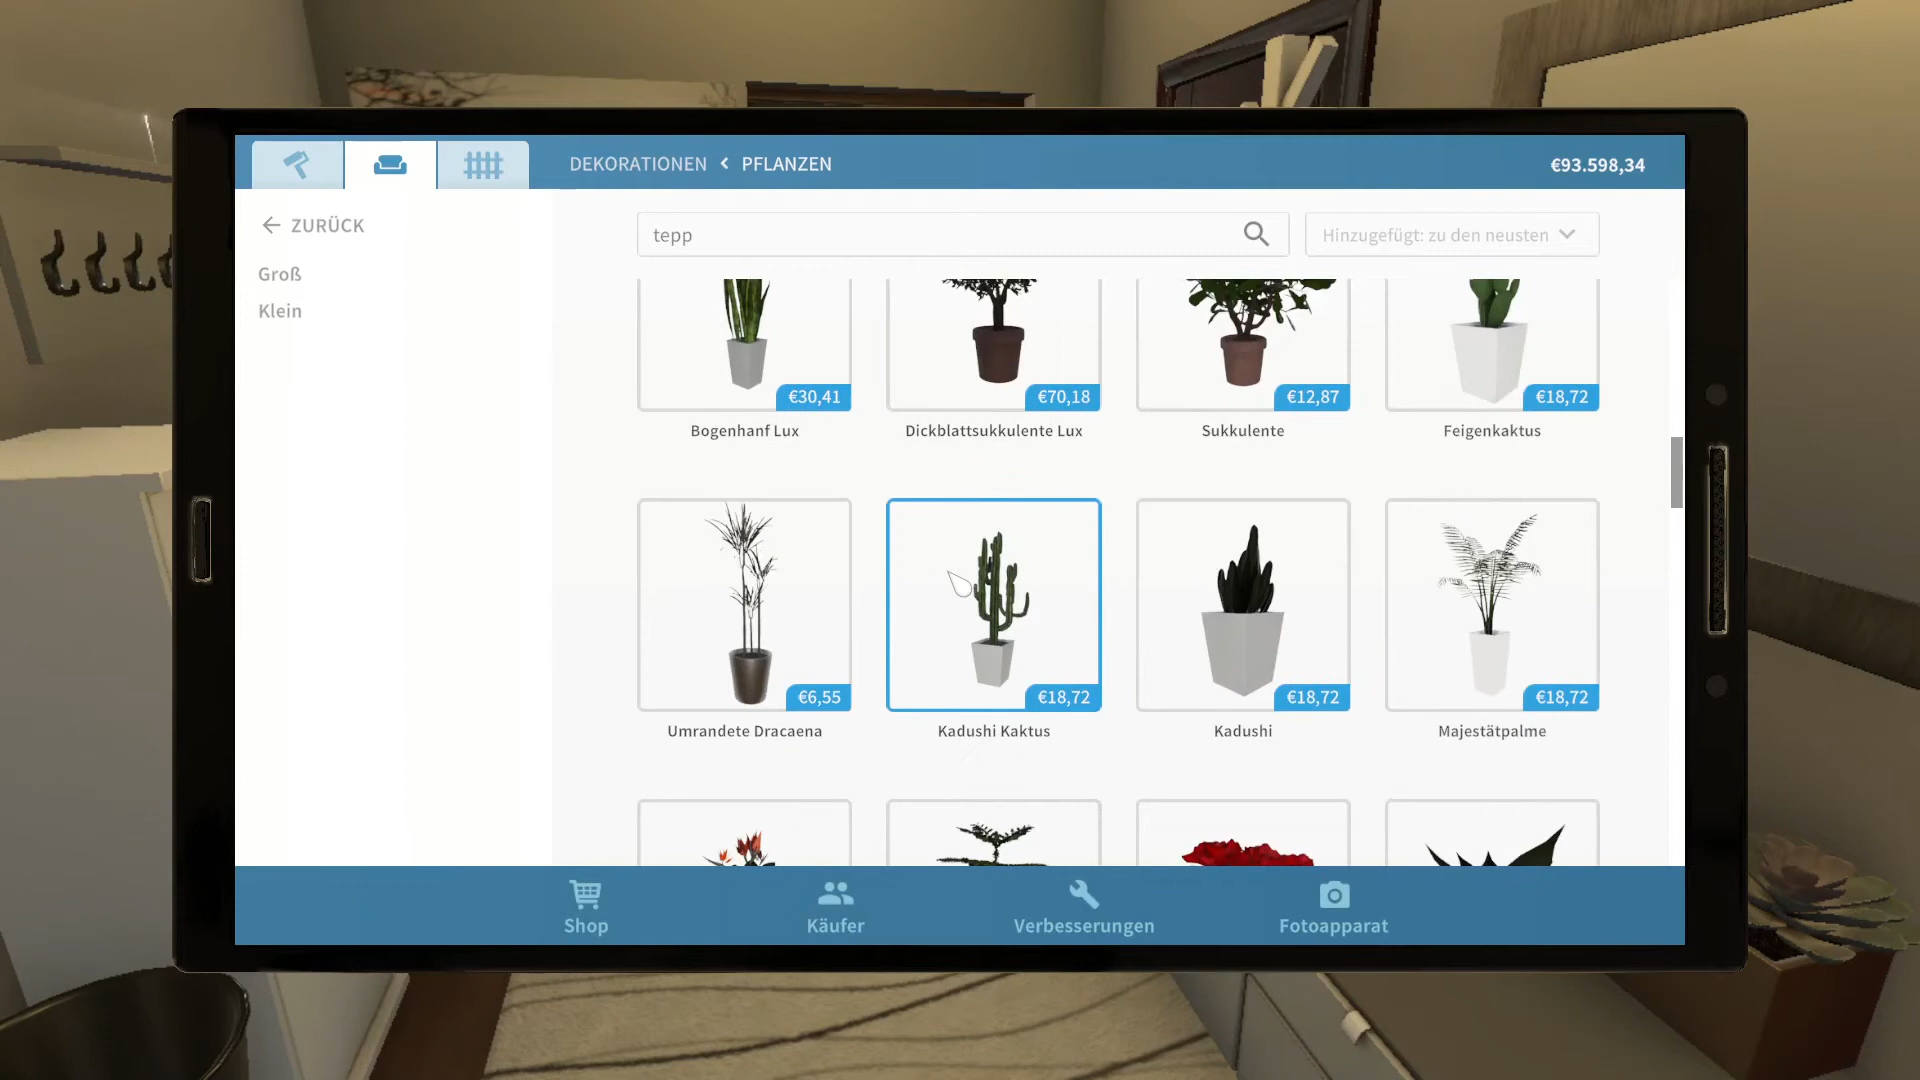 DEKORATIONEN < PFLANZEN
€93.598,34
ZURÜCK
Groß
Klein
tepp
Hinzugefügt: zu den neusten
€30,41
€70,18
€12,87
€18,72
Bogenhanf Lux
Dickblattsukkulente Lux
Sukkulente
Feigenkaktus
€6,55
€18,72
€18,72
€18,72
Umrandete Dracaena
Kadushi Kaktus
Kadushi
Majestätpalme
Shop
Käufer
Verbesserungen
Fotoapparat